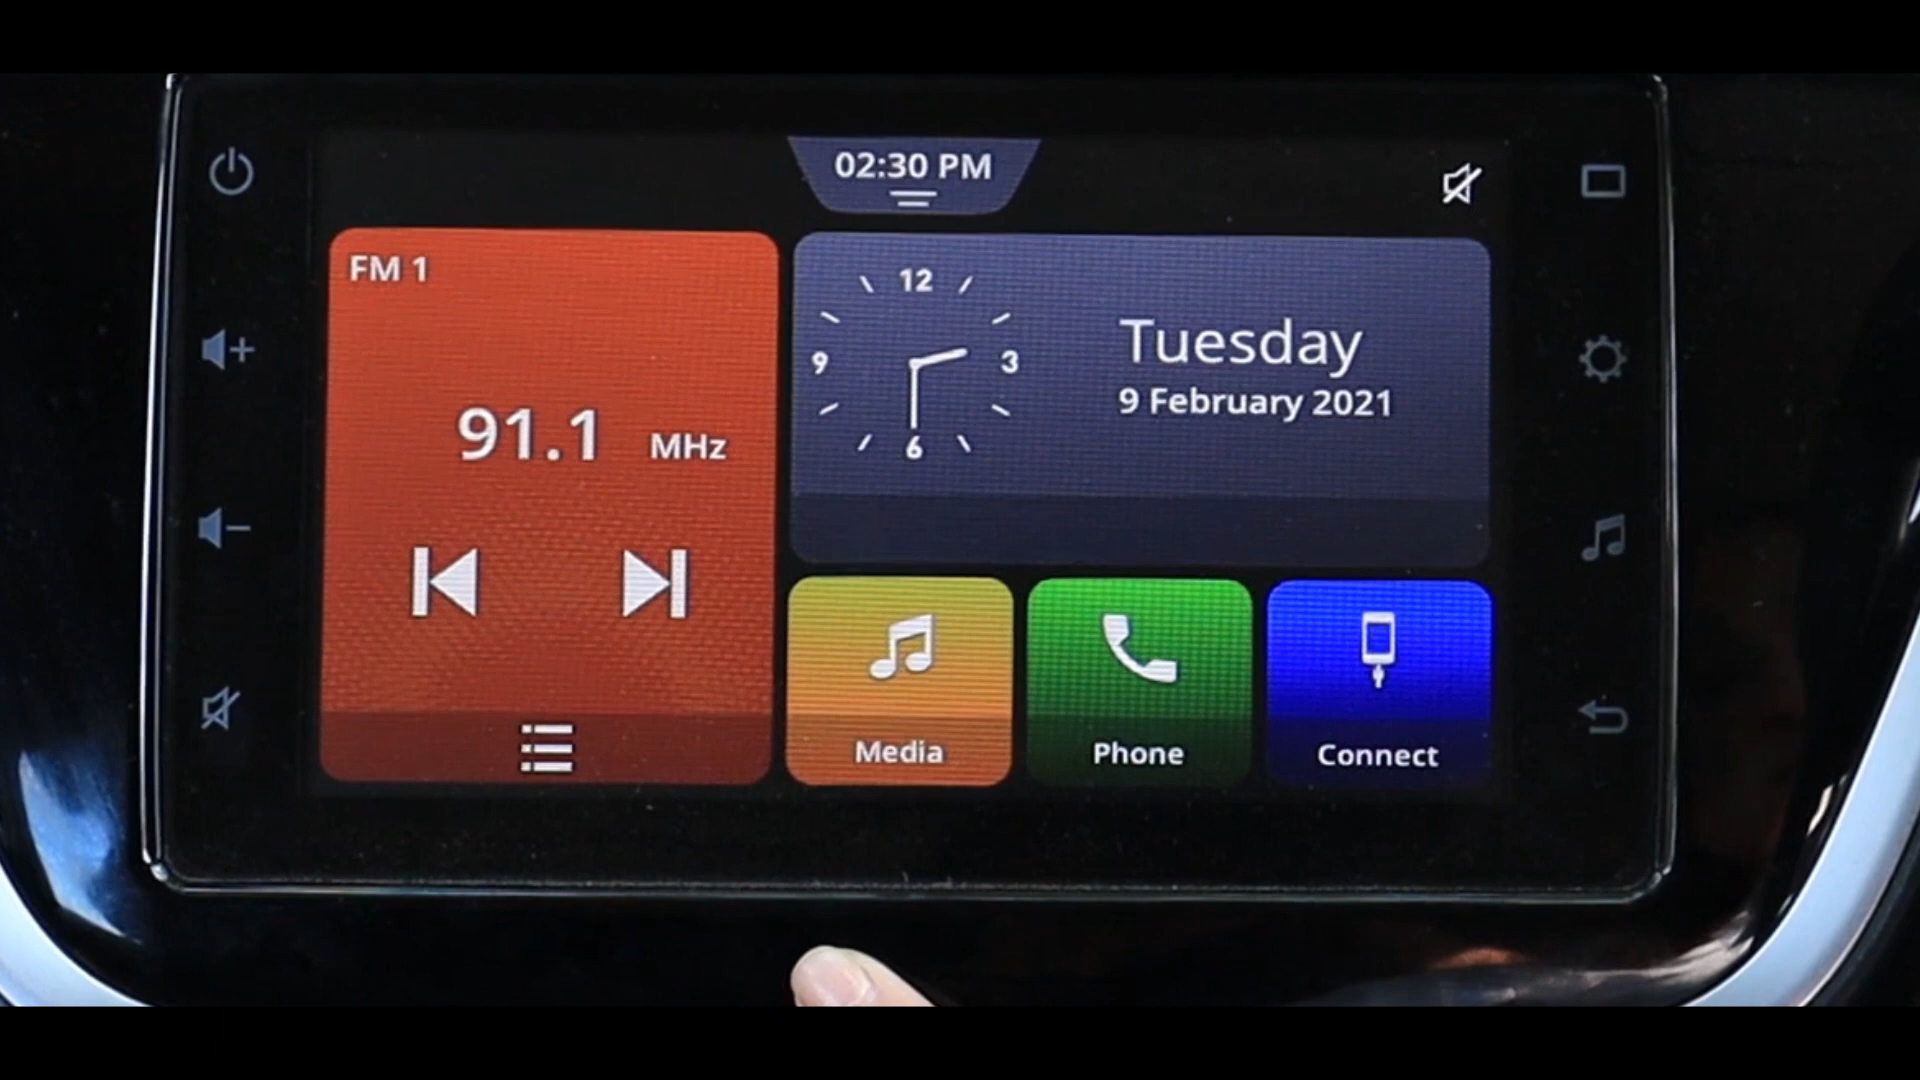 02:30 PM
FM 1
91.1 MHz
12
9
3
6
Tuesday
9 February 2021
Media
Phone
Connect